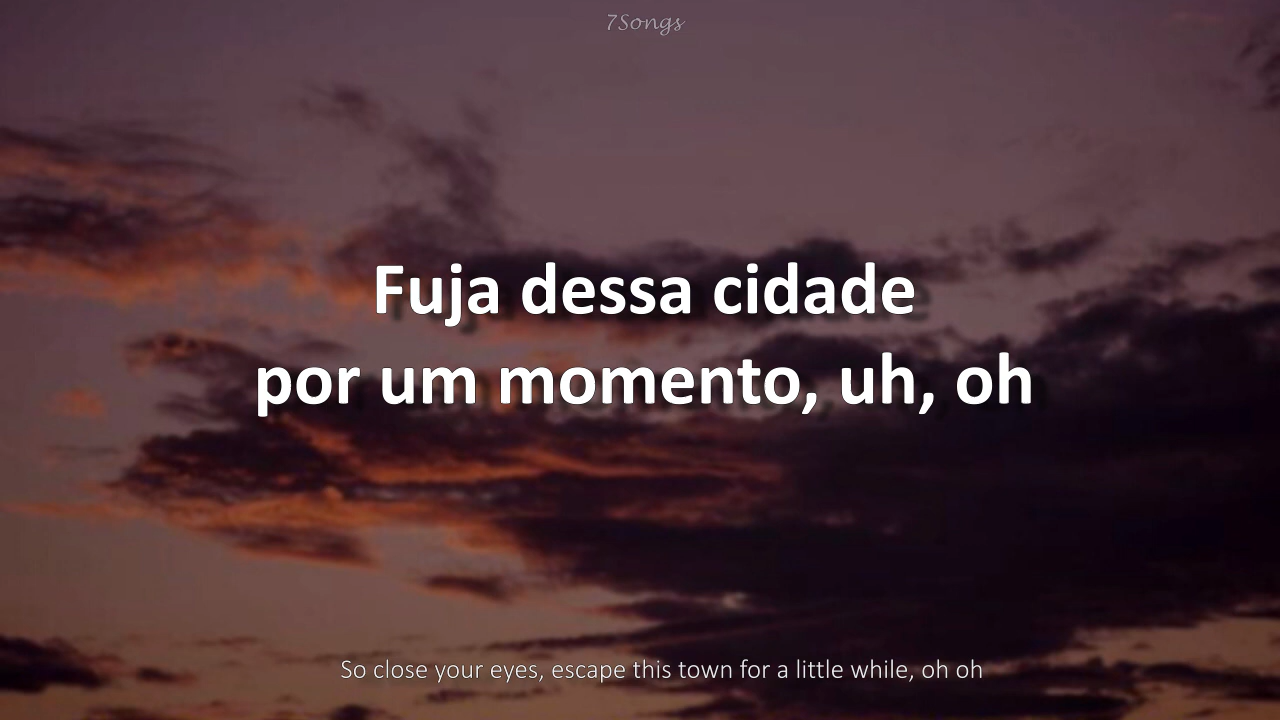 7Songs
Fuja dessa cidade
por um momento, uh, oh
So close your eyes, escape this town for a little while, oh oh